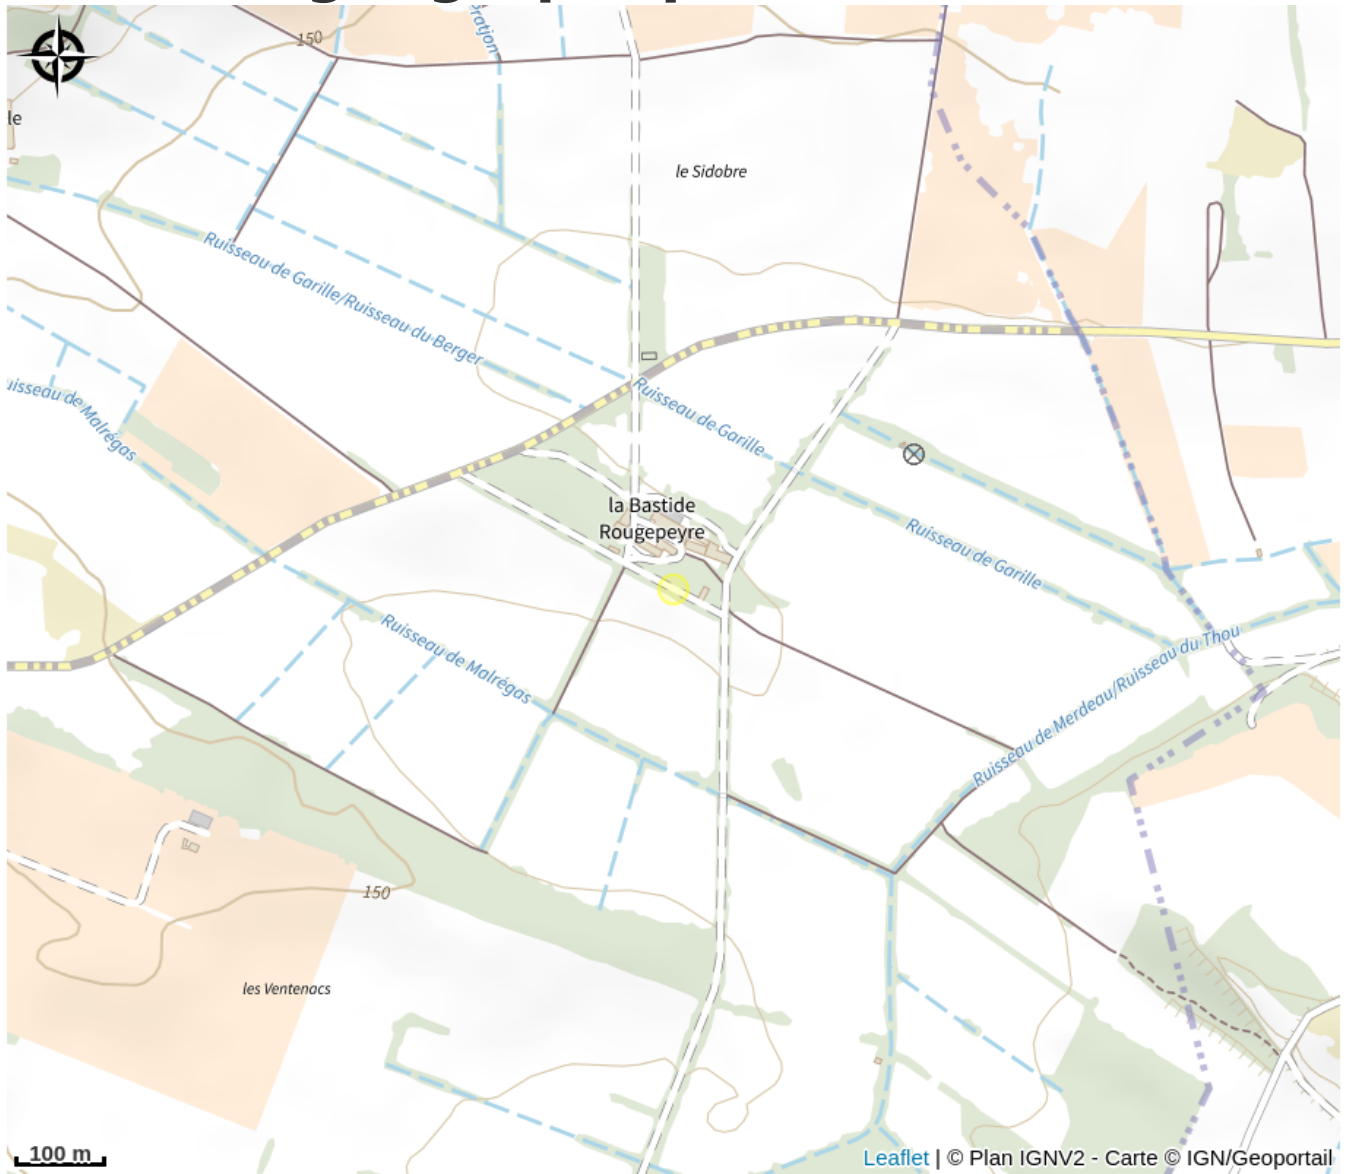 150
Pratjon
le
le Sidobre
Ruisseau de Garille/Ruisseau du Berger
Ruisseau de Garille
uisseau de Malrégas
la Bastide
Rougepeyre
Ruisseau de Garille
Ruisseau de Malrégas
Ruisseau de Merdeau/Ruisseau du Thou
150
les Ventenacs
100 m
Leaflet | © Plan IGNV2 - Carte © IGN/Geoportail